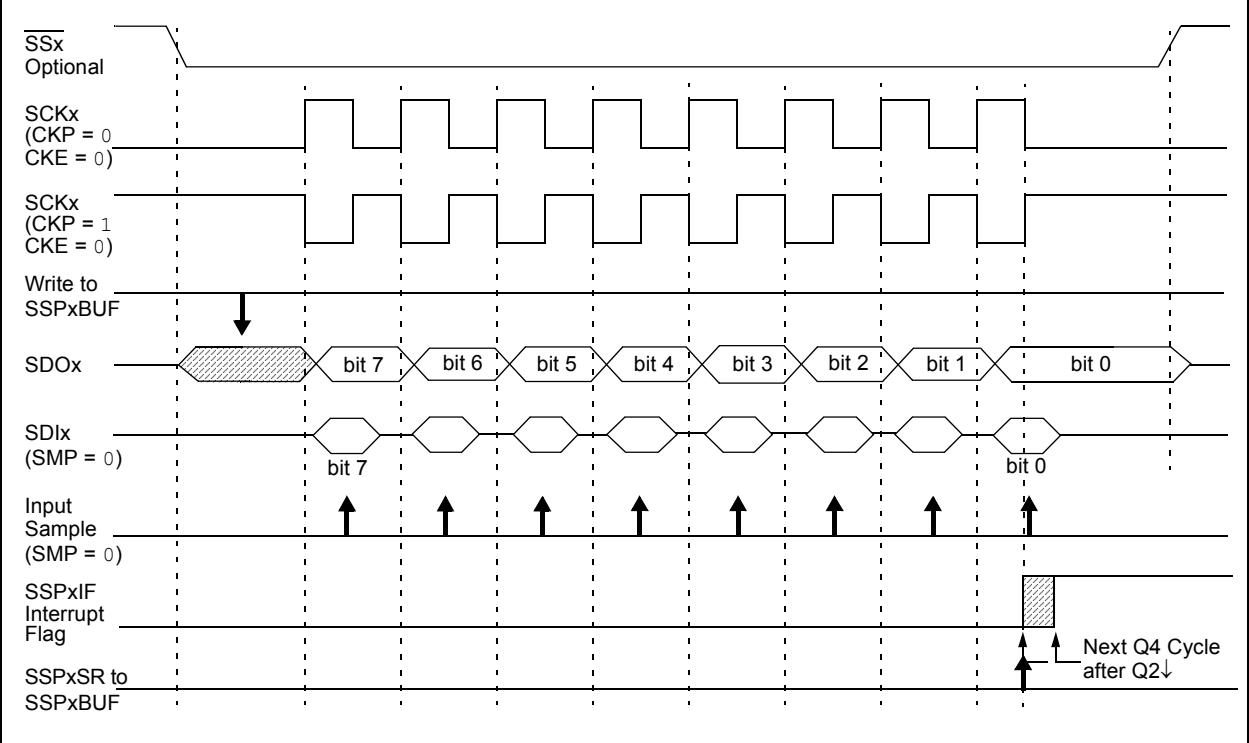 SSx
Optional
SCKx
(CKP = 0
CKE = 0)
SCKx
(CKP = 1
CKE = 0)
Write to
SSPxBUF
SDOx
bit 7
bit 6
bit 5
bit 4
bit 3
bit 2
bit 1
bit 0
SDIx
(SMP = 0)
bit 7
bit 0
Input
Sample
(SMP = 0)
SSPxIF
Interrupt
Flag
Next Q4 Cycle
after Q2↓
SSPxSR to
SSPxBUF